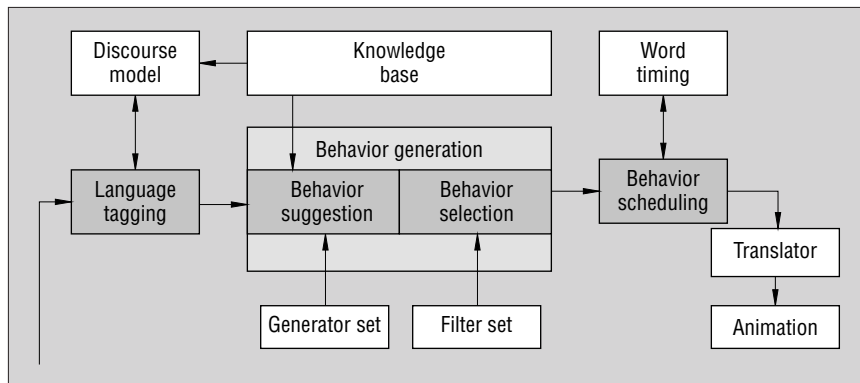 Discourse
model
Knowledge
base
Word
timing
Behavior generation
Language
tagging
Behavior
suggestion
Behavior
selection
Behavior
scheduling
Translator
Generator set
Filter set
Animation